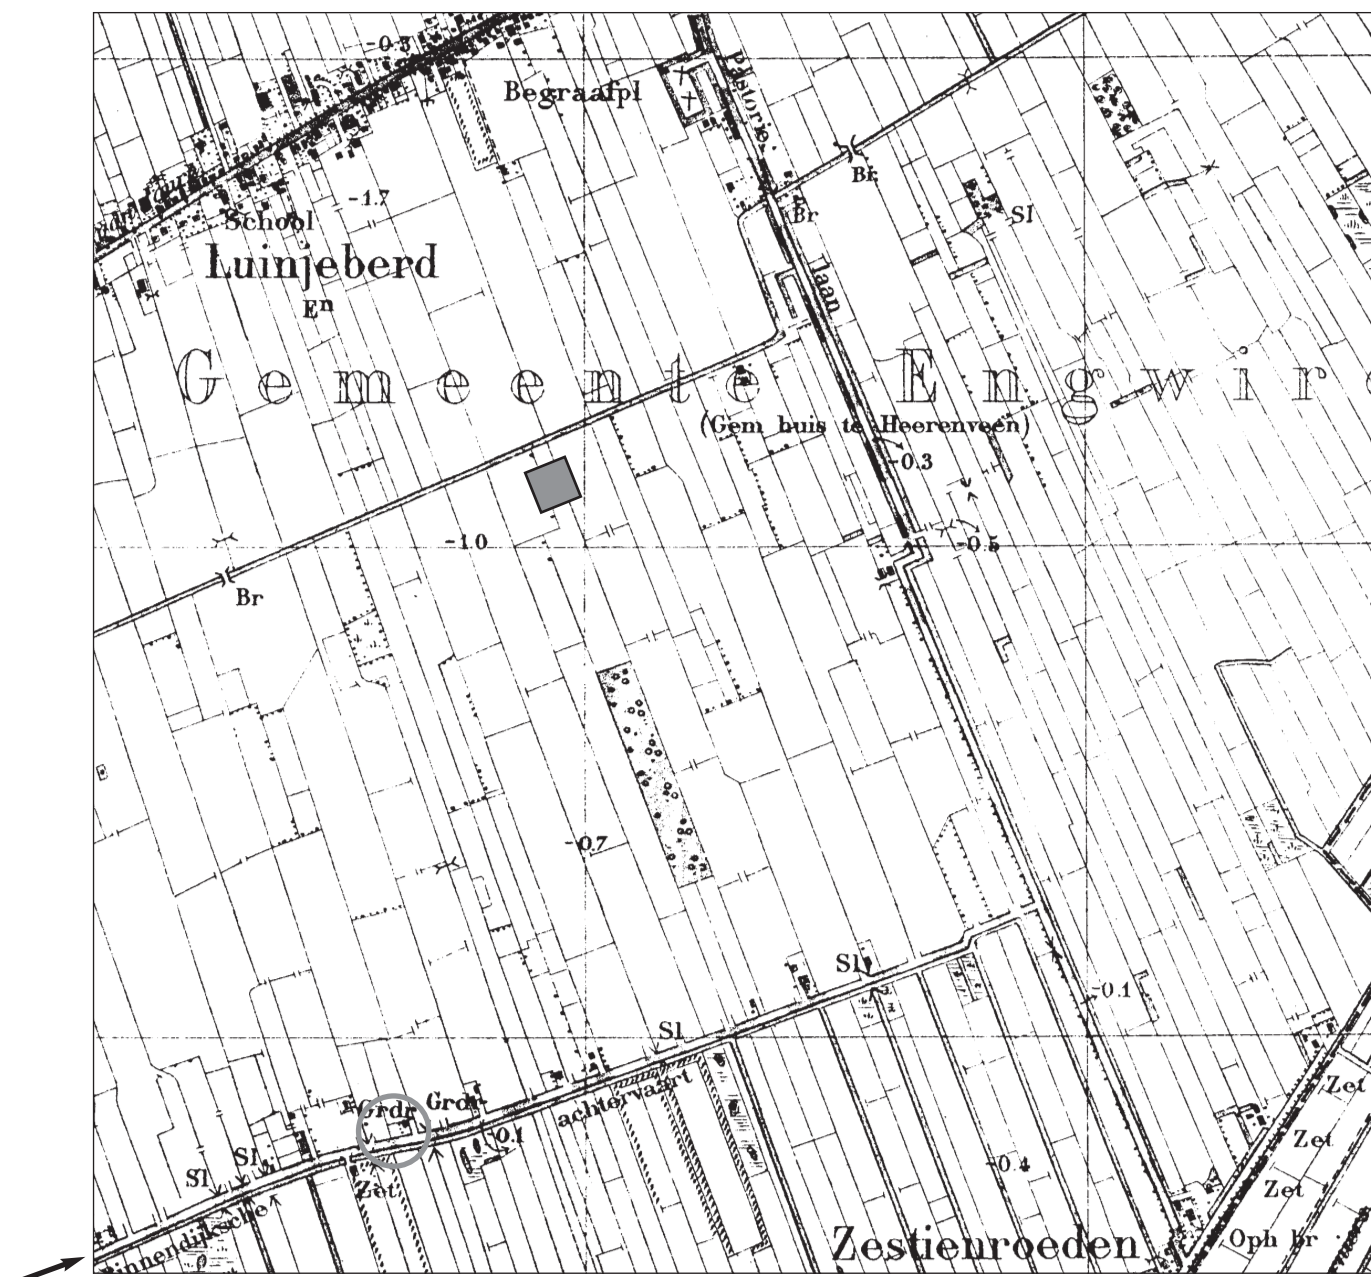 -0.3
Begraafpl
Pastorie
Br
-1.7
School
Br
Sl
Luinjeberd
En
laan
Gemeente Engwir
(Gem huis te Heerenveen)
-0.3
-1.0
-0.5
Br
-0.7
Sl
-0.1
Sl
achtervaart
Zet
Grdr
Grdr
-0.1
Zet
Sl
Sl
-0.4
Zet
Zet
Binnendijksche
Zestienroeden
Oph br